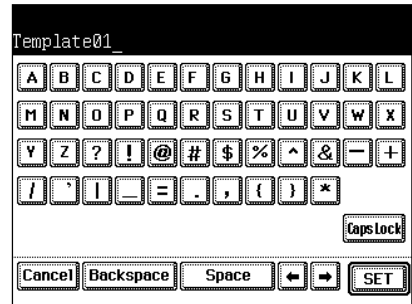 Template01_
A B C D E F G H I J K L
M N O P Q R S T U V W X
Y Z ? ! @ # $ % ^ & - +
/ ' | _ = . , { } *
Caps Lock
Cancel Backspace Space ← → SET